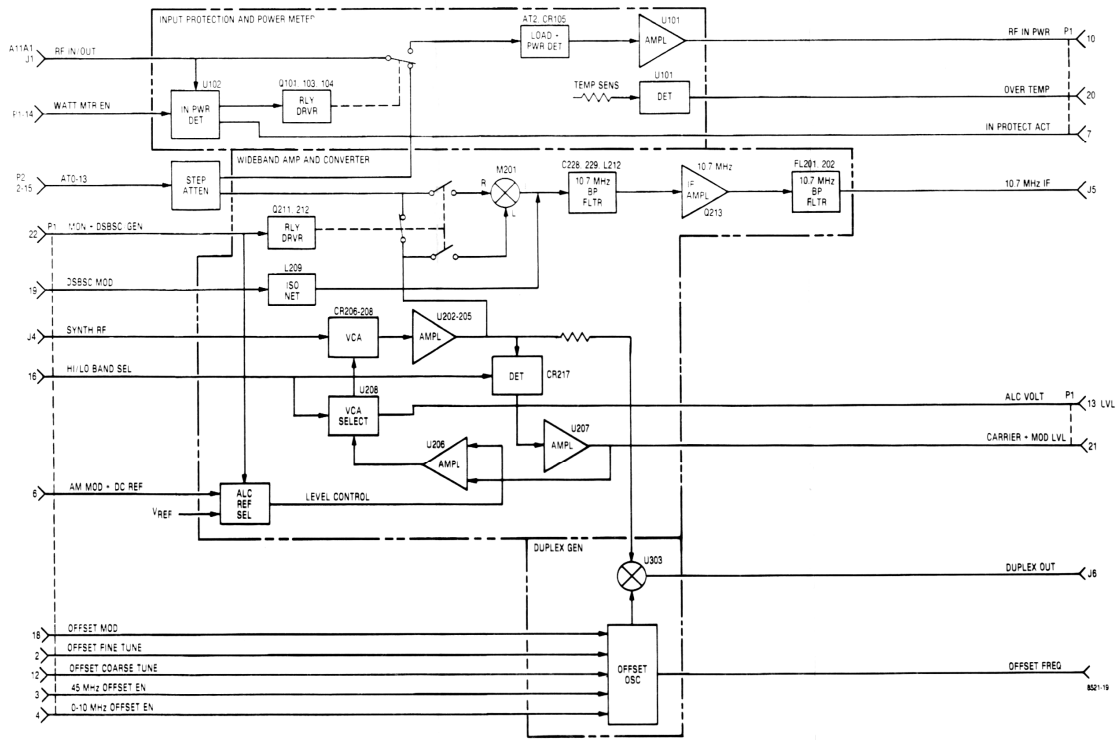 INPUT PROTECTION AND POWER METER
A11A1
J1
RF IN/OUT
AT2, CR105
LOAD -
PWR DET
U101
AMPL
RF IN PWR
P1
10
U102
IN PWR
DET
Q101, 103, 104
RLY
DRVR
TEMP SENS
U101
DET
OVER TEMP
20
P1-14
WATT MTR EN
IN PROTECT ACT
7
WIDEBAND AMP AND CONVERTER
P2
2-15
AT0-13
STEP
ATTEN
M201
R
L
C228, 229, L212
10.7 MHz
BP
FLTR
10.7 MHz
IF
AMPL
Q213
FL201, 202
10.7 MHz
BP
FLTR
10.7 MHz IF
J5
22
P1
MON + DSBSC GEN
Q211, 212
RLY
DRVR
19
DSBSC MOD
L209
ISO
NET
J4
SYNTH RF
CR206-208
VCA
U202-205
AMPL
DET
CR217
16
HI/LO BAND SEL
U208
VCA
SELECT
ALC VOLT
P1
13 LVL
U206
AMPL
U207
AMPL
CARRIER + MOD LVL
21
6
AM MOD + DC REF
VREF
ALC
REF
SEL
LEVEL CONTROL
DUPLEX GEN
U303
DUPLEX OUT
J6
18
OFFSET MOD
2
OFFSET FINE TUNE
12
OFFSET COARSE TUNE
3
45 MHz OFFSET EN
4
0-10 MHz OFFSET EN
OFFSET
OSC
OFFSET FREQ
8521-19